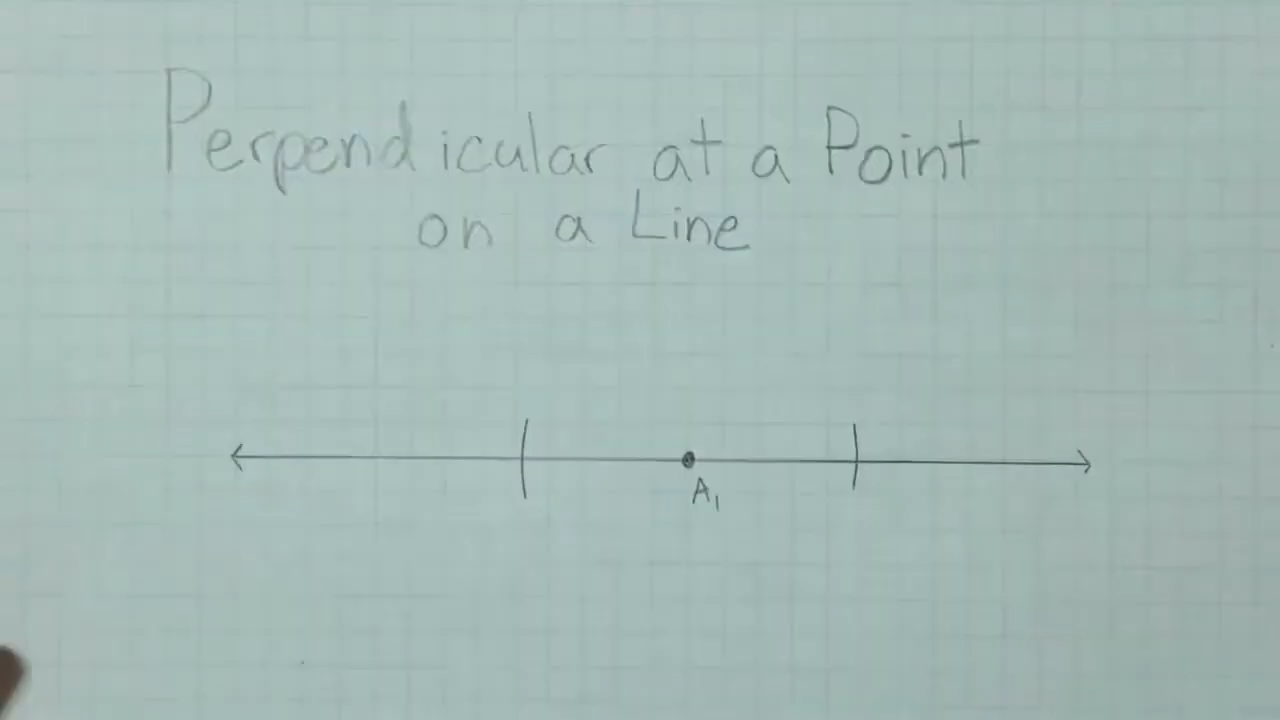 Perpendicular at a Point
on a Line
A₁